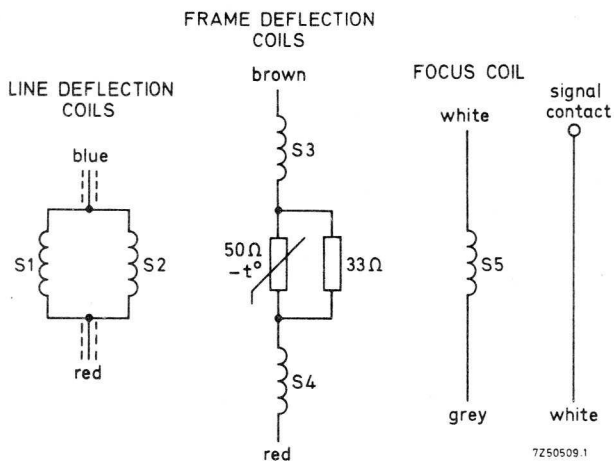 LINE DEFLECTION
COILS
blue
S1
S2
red
FRAME DEFLECTION
COILS
brown
S3
50Ω
-t°
33Ω
S4
red
FOCUS COIL
white
S5
grey
signal
contact
white
7Z50509.1